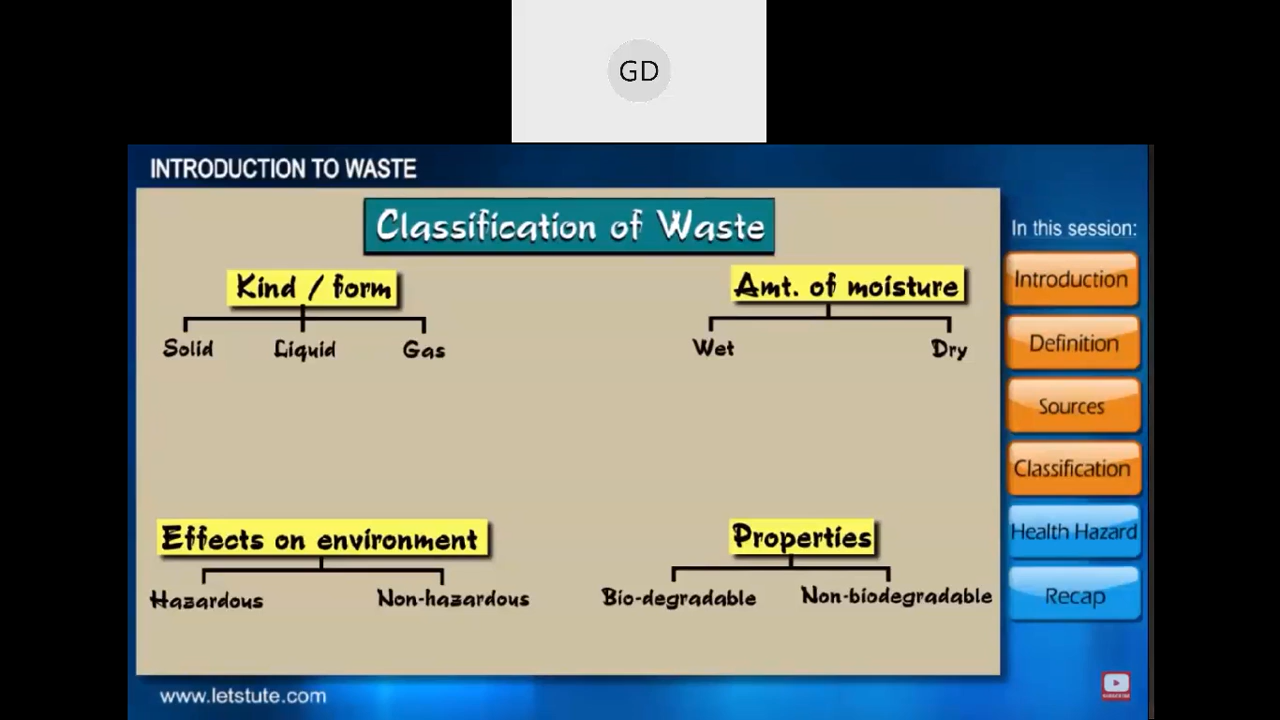 GD
INTRODUCTION TO WASTE
Classification of Waste
Kind / form
Solid Liquid Gas
Amt. of moisture
Wet Dry
Effects on environment
Hazardous Non-hazardous
Properties
Bio-degradable Non-biodegradable
In this session:
Introduction
Definition
Sources
Classification
Health Hazard
Recap
www.letstute.com